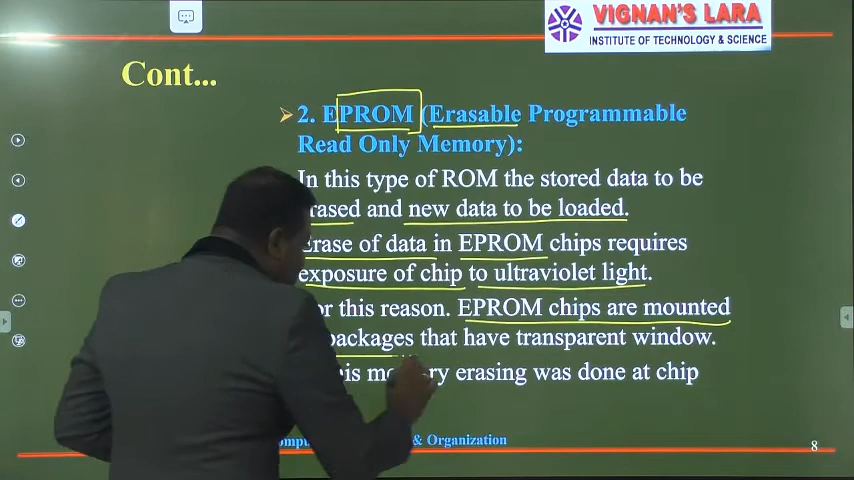 VIGNAN'S LARA
INSTITUTE OF TECHNOLOGY & SCIENCE
Cont...
2. EPROM (Erasable Programmable
Read Only Memory):
In this type of ROM the stored data to be
and new data to be loaded.
Erase of data in EPROM chips requires
exposure of chip to ultraviolet light.
this reason. EPROM chips are mounted
packages that have transparent window.
erasing was done at chip
& Organization
8